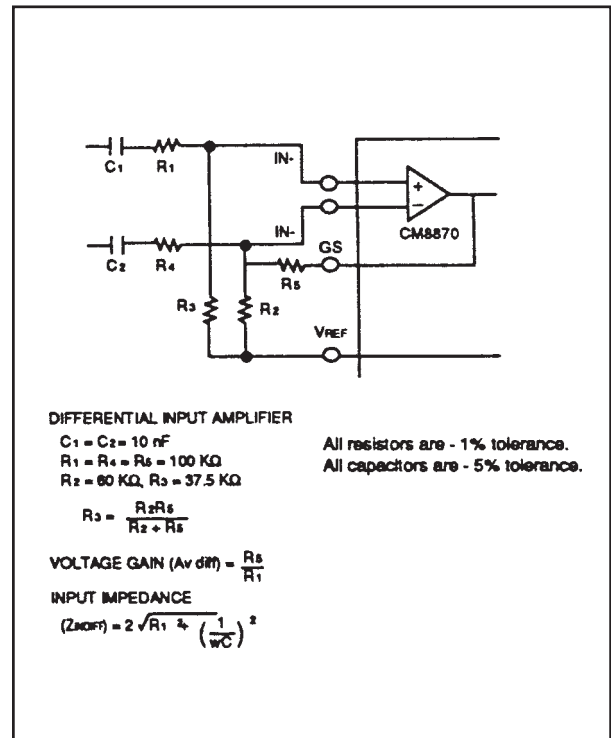 C1 R1 IN-
+
−
CM8870
IN-
C2 R4 GS
R5
R3 R2
VREF
DIFFERENTIAL INPUT AMPLIFIER
C1 = C2 = 10 nF
R1 = R4 = R5 = 100 KΩ
R2 = 60 KΩ, R3 = 37.5 KΩ
All resistors are - 1% tolerance.
All capacitors are - 5% tolerance.
R3 = R2R5 / R2 + R5
VOLTAGE GAIN (Av diff) = R5 / R1
INPUT IMPEDANCE
(ZINDIFF) = 2 √R1 2+ (1/wC) 2